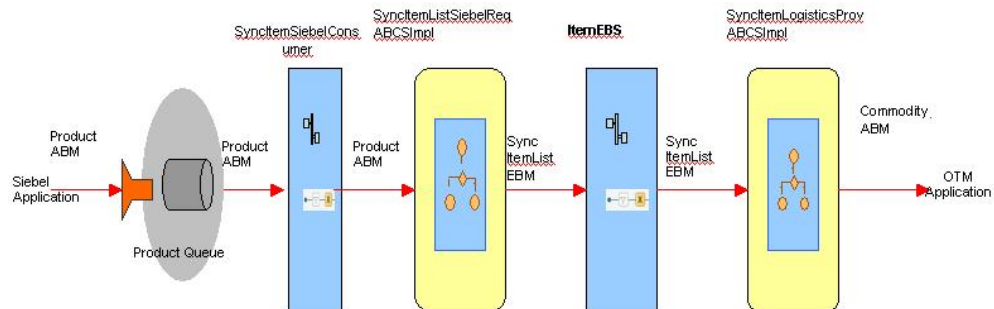 SyncItemSiebelCons
umer
SyncItemListSiebelReq
ABCSImpl
ItemEBS
SyncItemLogisticsProv
ABCSImpl
Product
ABM
Siebel
Application
Product Queue
Product
ABM
Product
ABM
Sync
ItemList
EBM
Sync
ItemList
EBM
Commodity
ABM
OTM
Application